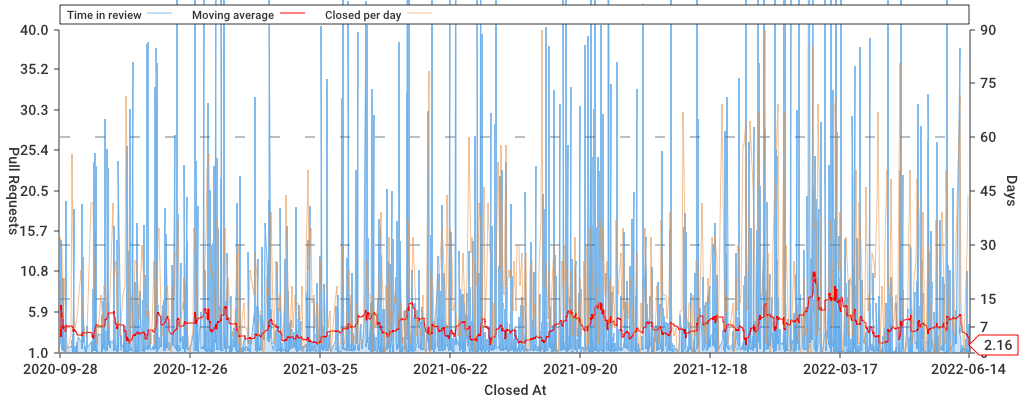 Time in review Moving average Closed per day
40.0 90
35.2 75
30.3 60
25.4
20.5 45
15.7 30
10.8
5.9 15
7
1.0
2.16
Pull Requests
Days
2020-09-28 2020-12-26 2021-03-25 2021-06-22 2021-09-20 2021-12-18 2022-03-17 2022-06-14
Closed At